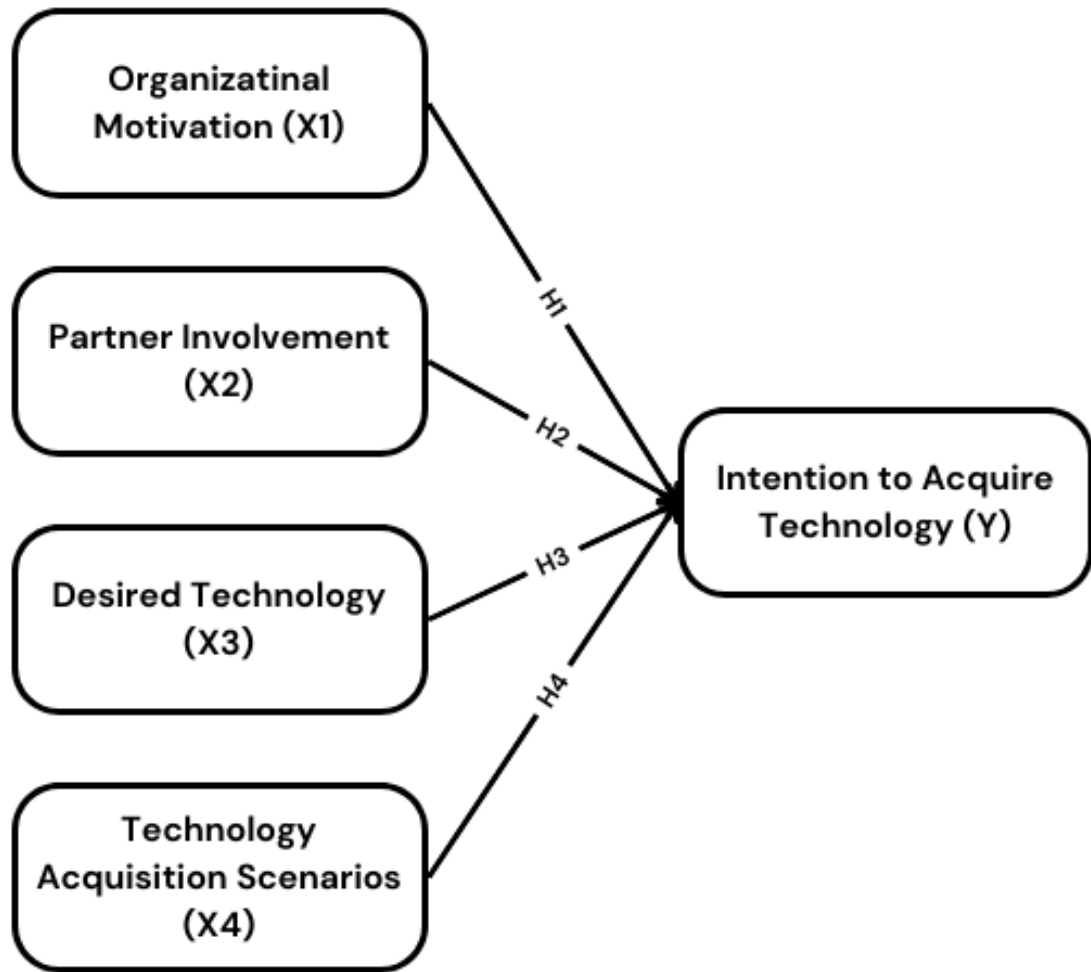 Organizatinal
Motivation (X1)
H1
Partner Involvement
(X2)
H2
Intention to Acquire
Technology (Y)
Desired Technology
(X3)
H3
H4
Technology
Acquisition Scenarios
(X4)